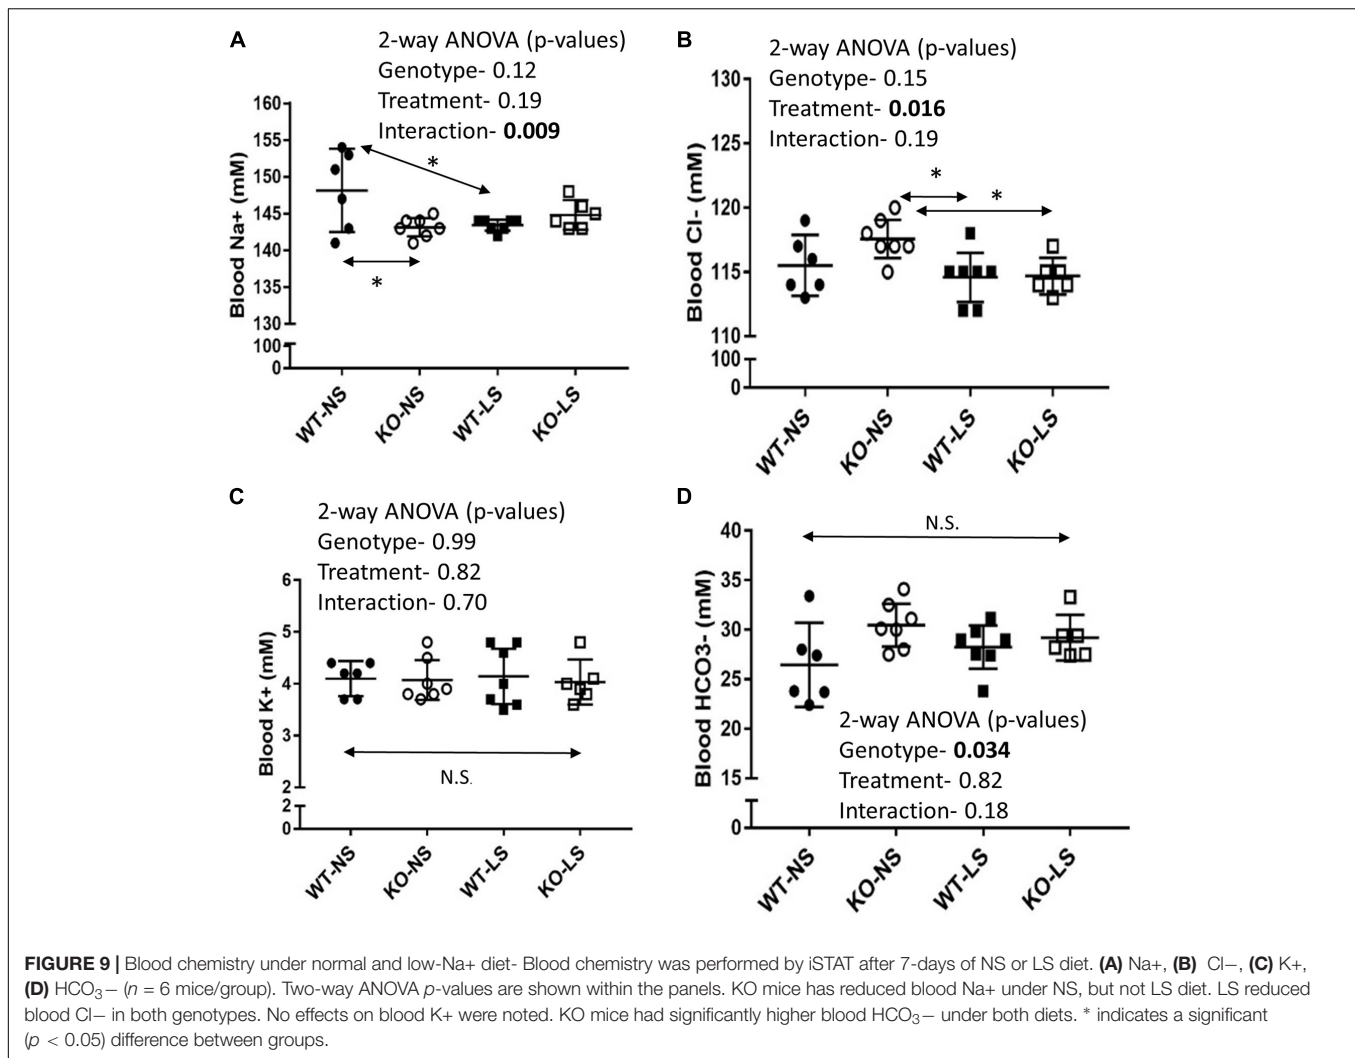 A
2-way ANOVA (p-values)
Genotype- 0.12
Treatment- 0.19
Interaction- 0.009
Blood Na+ (mM)
160
155
150
145
140
135
130
100
0
*
*
WT-NS
KO-NS
WT-LS
KO-LS
B
2-way ANOVA (p-values)
Genotype- 0.15
Treatment- 0.016
Interaction- 0.19
Blood Cl- (mM)
130
125
120
115
110
100
0
*
*
WT-NS
KO-NS
WT-LS
KO-LS
C
2-way ANOVA (p-values)
Genotype- 0.99
Treatment- 0.82
Interaction- 0.70
Blood K+ (mM)
6
5
4
3
2
2
0
N.S.
WT-NS
KO-NS
WT-LS
KO-LS
D
N.S.
Blood HCO3- (mM)
40
35
30
25
20
15
0
2-way ANOVA (p-values)
Genotype- 0.034
Treatment- 0.82
Interaction- 0.18
WT-NS
KO-NS
WT-LS
KO-LS
FIGURE 9 | Blood chemistry under normal and low-Na+ diet- Blood chemistry was performed by iSTAT after 7-days of NS or LS diet. (A) Na+, (B) Cl−, (C) K+,
(D) HCO₃− (n = 6 mice/group). Two-way ANOVA p-values are shown within the panels. KO mice has reduced blood Na+ under NS, but not LS diet. LS reduced
blood Cl− in both genotypes. No effects on blood K+ were noted. KO mice had significantly higher blood HCO₃− under both diets. * indicates a significant
(p < 0.05) difference between groups.